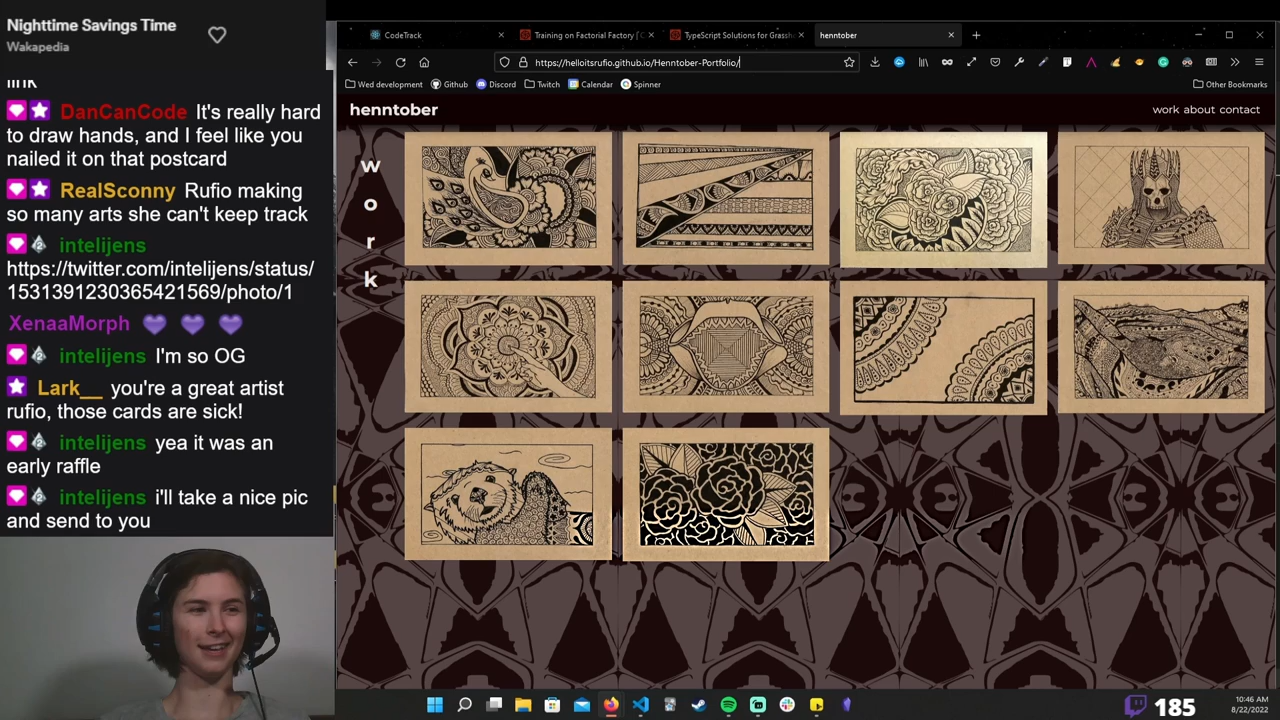 Nighttime Savings Time
Wakapedia
link
DanCanCode It's really hard
to draw hands, and I feel like you
nailed it on that postcard
RealSconny Rufio making
so many arts she can't keep track
intelijens
https://twitter.com/intelijens/status/
1531391230365421569/photo/1
XenaaMorph
intelijens I'm so OG
Lark__ you're a great artist
rufio, those cards are sick!
intelijens yea it was an
early raffle
intelijens i'll take a nice pic
and send to you
CodeTrack
Training on Factorial Factory | C
TypeScript Solutions for Grassh
henntober
https://helloitsrufio.github.io/Henntober-Portfolio/
Wed development
Github
Discord
Twitch
Calendar
Spinner
Other Bookmarks
henntober
work about contact
w
o
r
k
185
10:46 AM
8/22/2022